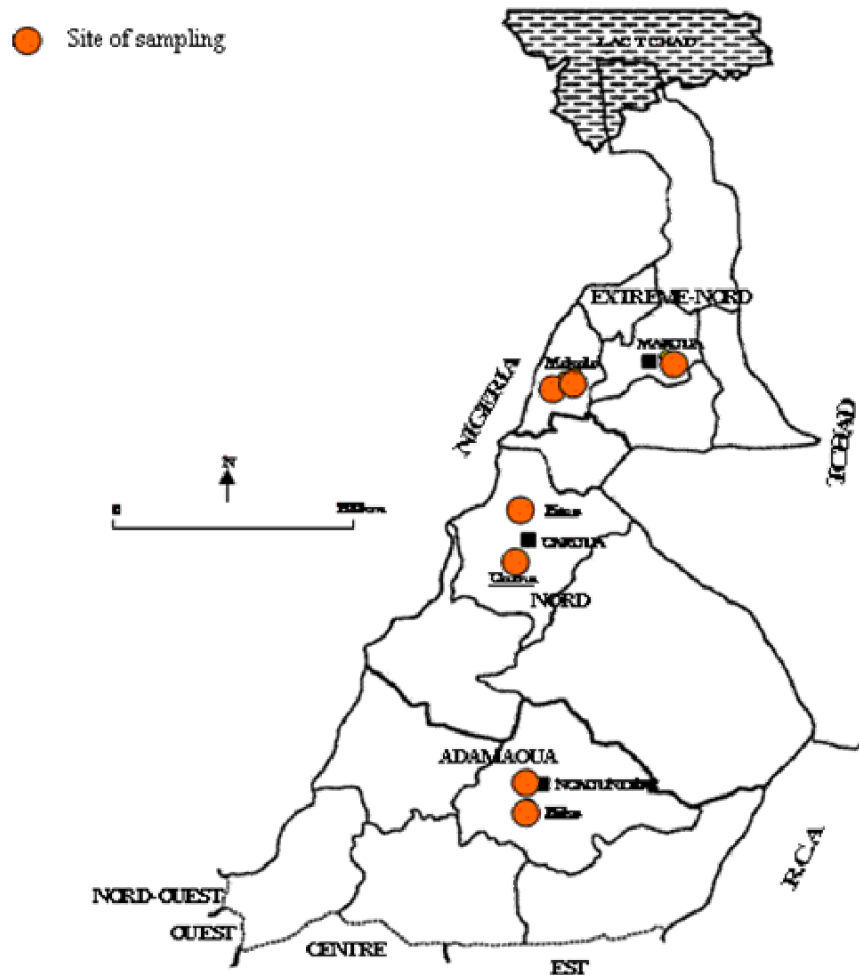 Site of sampling
LAC TCHAD
EXTREME-NORD
MAROUA
Mokolo
NIGERIA
TCHAD
N
0
GAROUA
NORD
ADAMAOUA
NGAOUNDERE
R.C.A
NORD-OUEST
OUEST
CENTRE
EST